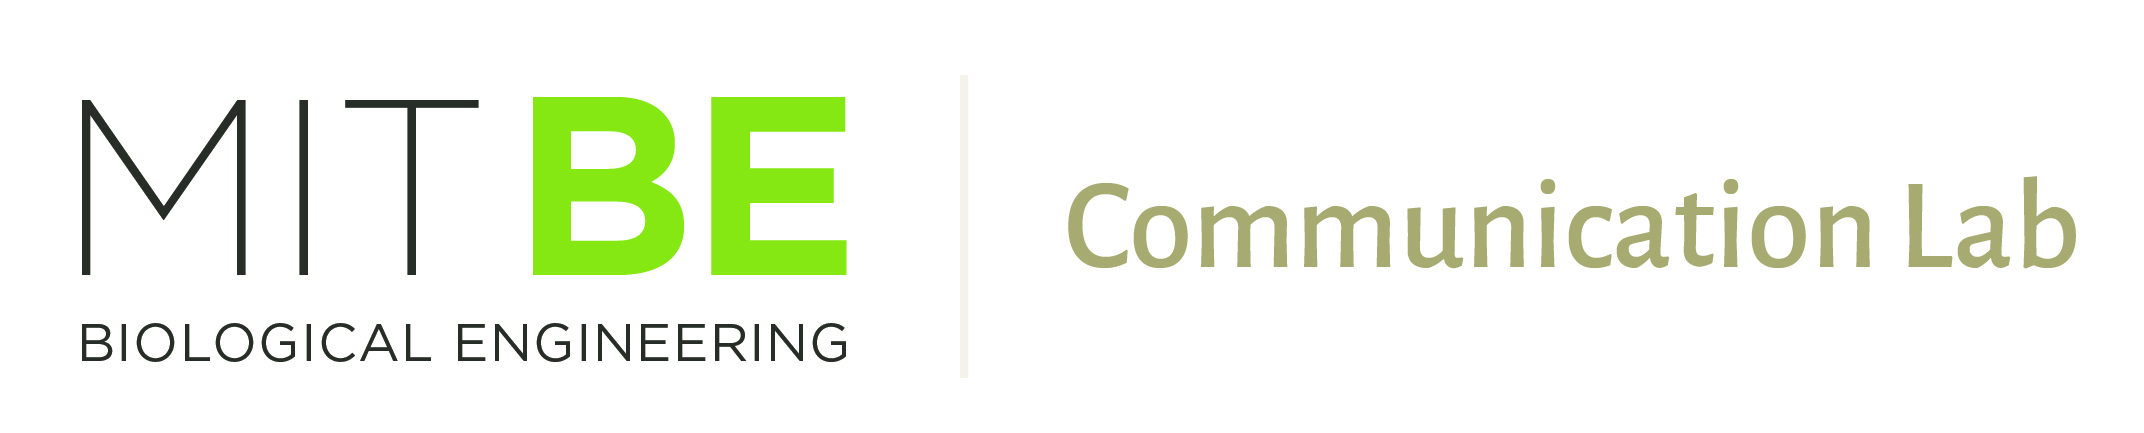 MIT BE
BIOLOGICAL ENGINEERING
Communication Lab